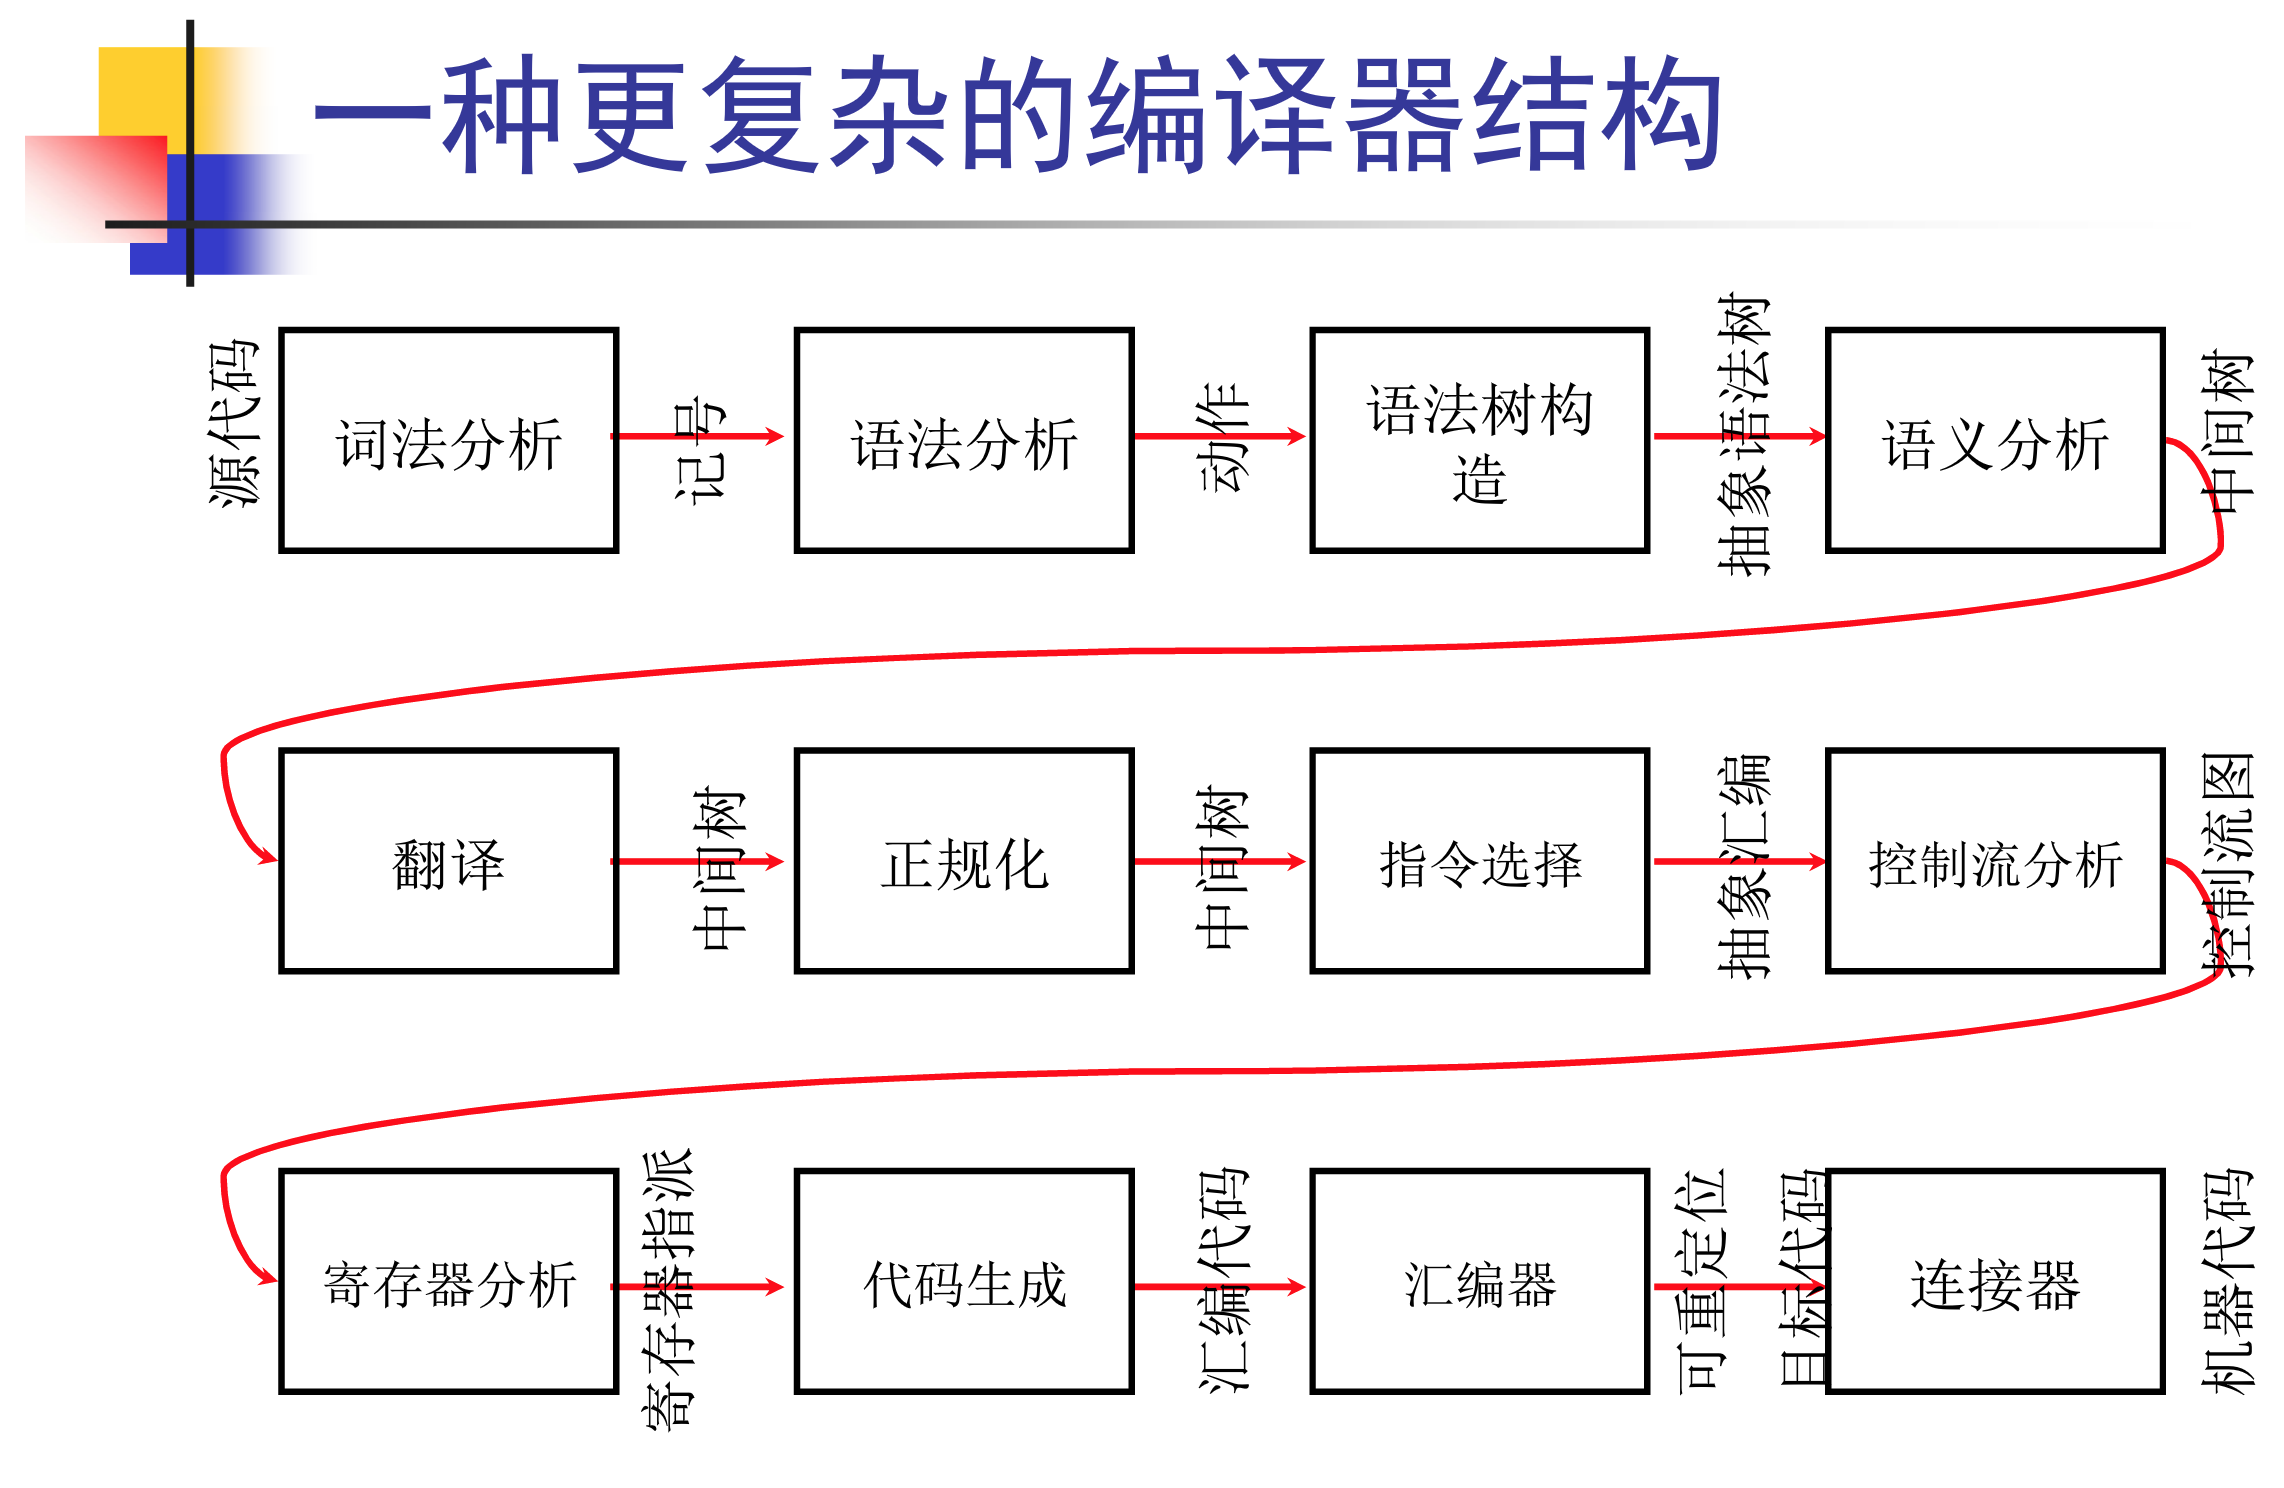 一种更复杂的编译器结构
源代码
词法分析
记号
语法分析
动作
语法树构
造
抽象语法树
语义分析
中间树
翻译
中间树
正规化
中间树
指令选择
抽象汇编
控制流分析
控制流图
寄存器分析
寄存器指派
代码生成
汇编代码
汇编器
可重定位
目标代码
连接器
机器代码